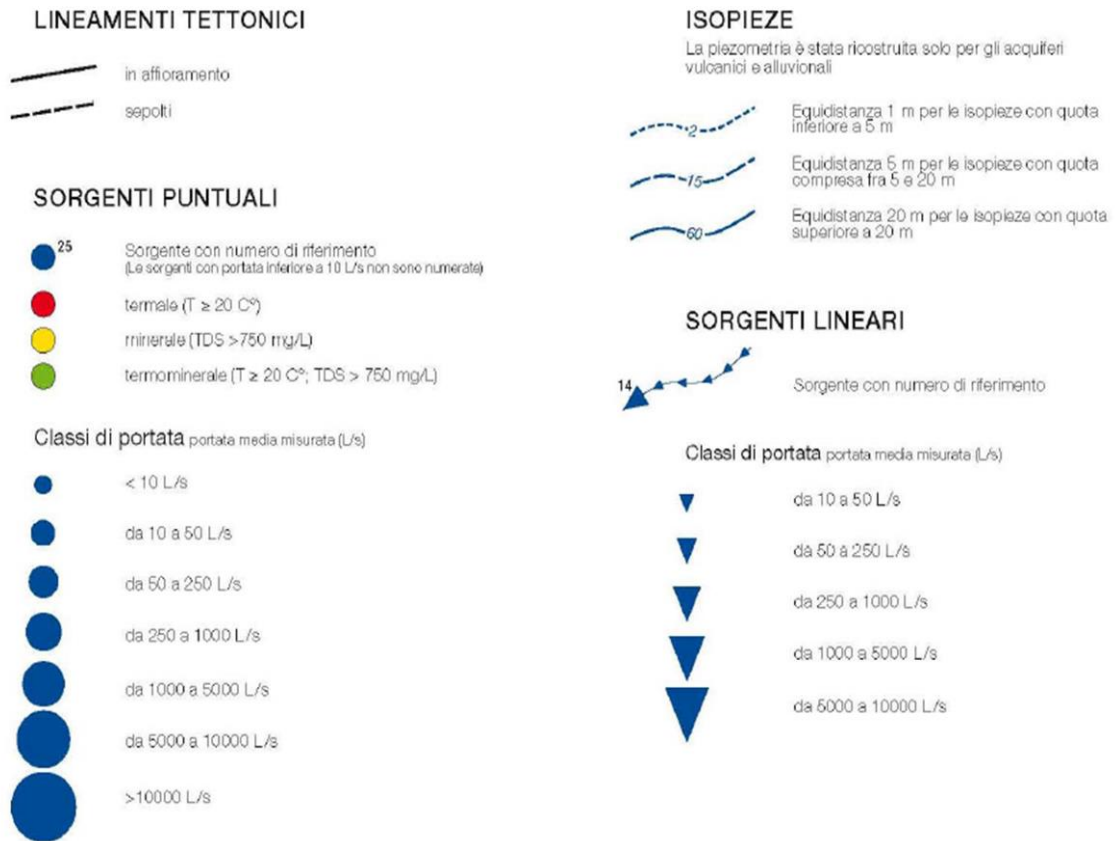 LINEAMENTI TETTONICI
in affioramento
sepolti
SORGENTI PUNTUALI
25
Sorgente con numero di riferimento
(Le sorgenti con portata inferiore a 10 L/s non sono numerate)
termale (T ≥ 20 C°)
minerale (TDS >750 mg/L)
termominerale (T ≥ 20 C°; TDS > 750 mg/L)
Classi di portata portata media misurata (L/s)
< 10 L/s
da 10 a 50 L/s
da 50 a 250 L/s
da 250 a 1000 L/s
da 1000 a 5000 L/s
da 5000 a 10000 L/s
>10000 L/s
ISOPIEZE
La piezometria è stata ricostruita solo per gli acquiferi
vulcanici e alluvionali
2
Equidistanza 1 m per le isopieze con quota
inferiore a 5 m
15
Equidistanza 5 m per le isopieze con quota
compresa fra 5 e 20 m
60
Equidistanza 20 m per le isopieze con quota
superiore a 20 m
SORGENTI LINEARI
14
Sorgente con numero di riferimento
Classi di portata portata media misurata (L/s)
da 10 a 50 L/s
da 50 a 250 L/s
da 250 a 1000 L/s
da 1000 a 5000 L/s
da 5000 a 10000 L/s